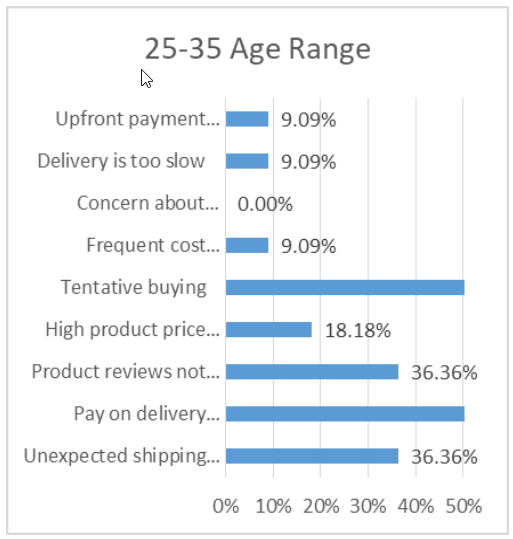 25-35 Age Range
Upfront payment... 9.09%
Delivery is too slow 9.09%
Concern about... 0.00%
Frequent cost... 9.09%
Tentative buying
High product price... 18.18%
Product reviews not... 36.36%
Pay on delivery...
Unexpected shipping... 36.36%
0% 10% 20% 30% 40% 50%